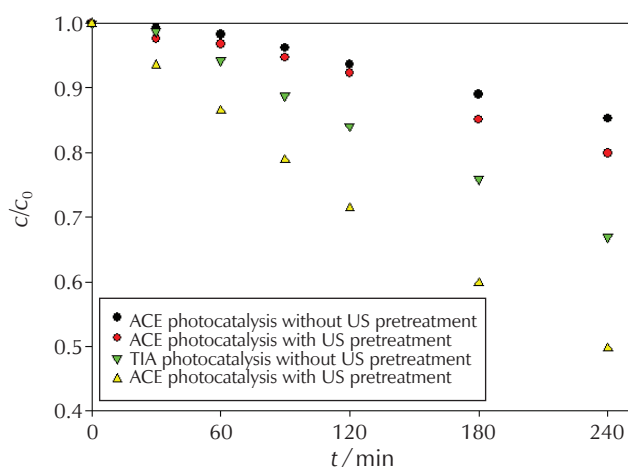 1.0
0.9
0.8
0.7
0.6
0.5
0.4
c/c0
ACE photocatalysis without US pretreatment
ACE photocatalysis with US pretreatment
TIA photocatalysis without US pretreatment
ACE photocatalysis with US pretreatment
0 60 120 180 240
t / min